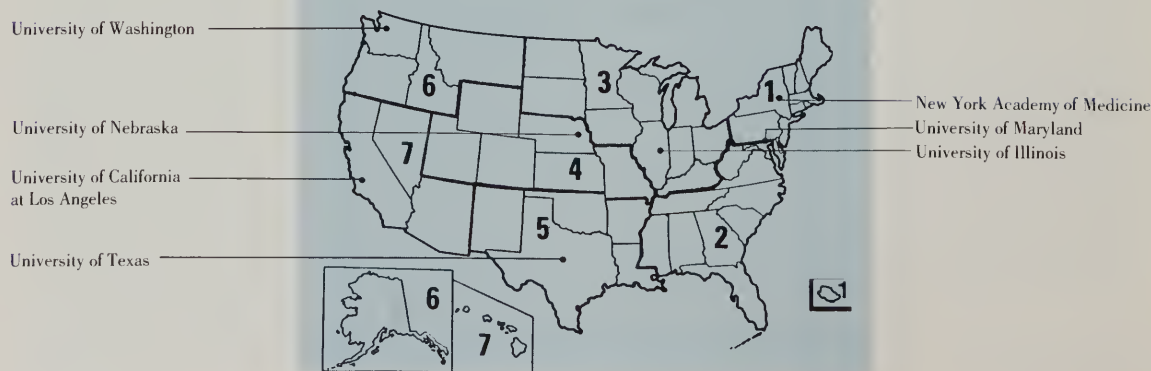 University of Washington
University of Nebraska
University of California
at Los Angeles
University of Texas
6
7
3
4
5
1
2
6
7
1
New York Academy of Medicine
University of Maryland
University of Illinois